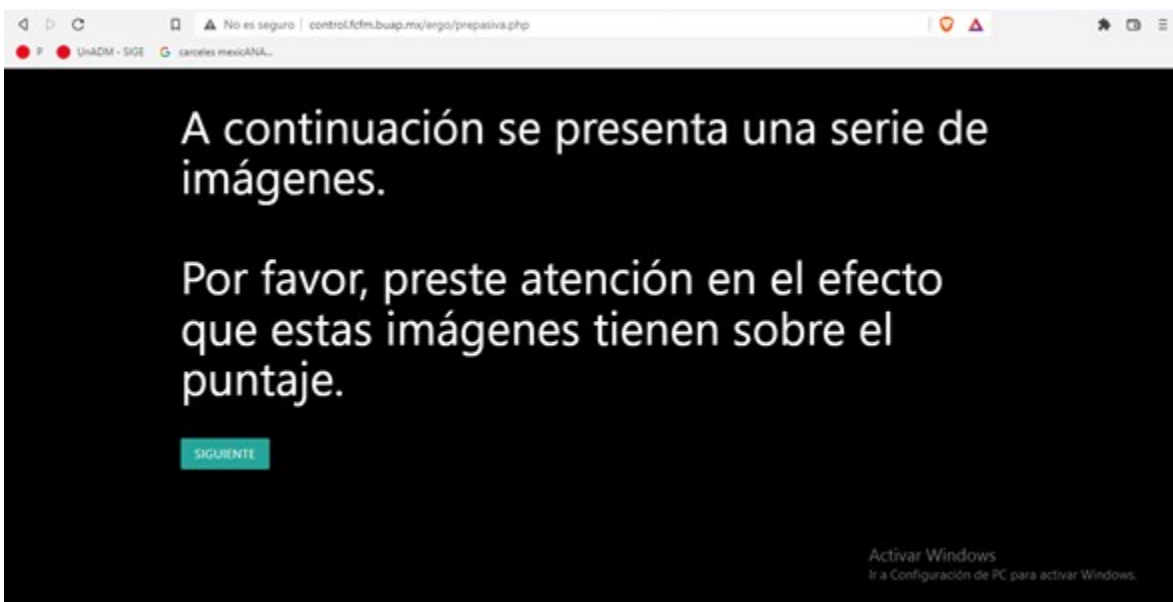 No es seguro | control.fcfm.buap.mx/ergo/prepasiva.php
P UnADM - SIGE G carceles mexicANA...
A continuación se presenta una serie de
imágenes.
Por favor, preste atención en el efecto
que estas imágenes tienen sobre el
puntaje.
SIGUIENTE
Activar Windows
Ir a Configuración de PC para activar Windows.